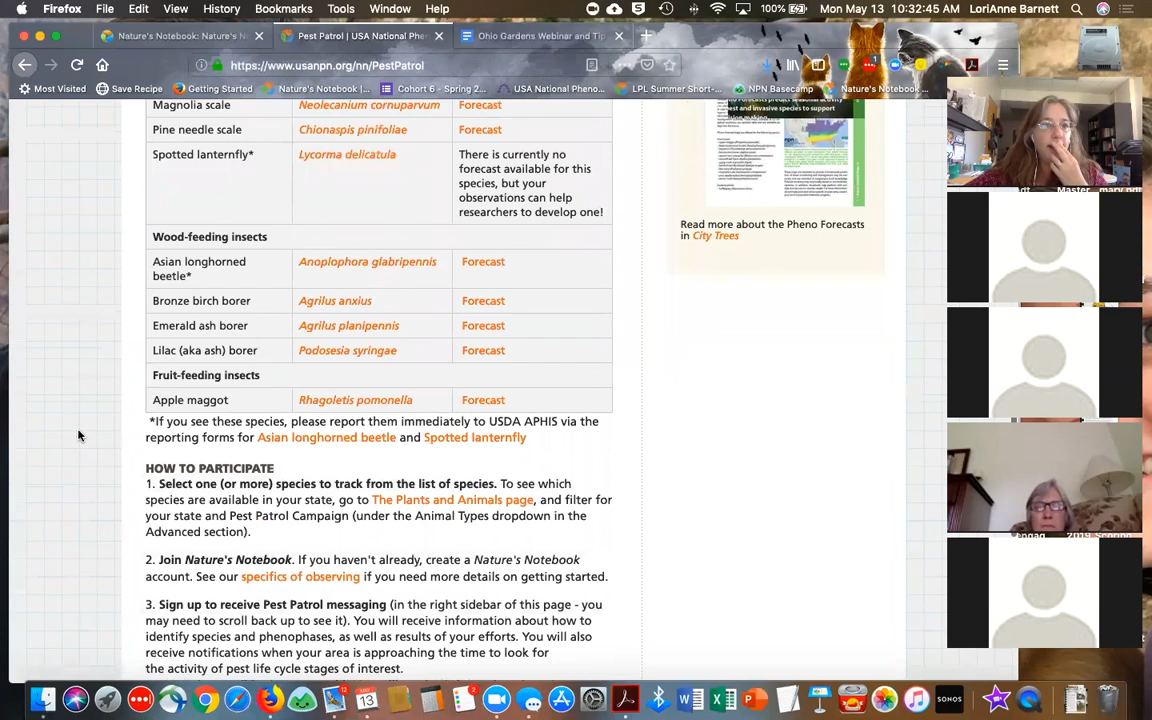 Firefox File Edit View History Bookmarks Tools Window Help
100% Mon May 13 10:32:45 AM LoriAnne Barnett
Nature's Notebook: Nature's N
Pest Patrol | USA National Phe
Ohio Gardens Webinar and Tip
https://www.usanpn.org/nn/PestPatrol
Most Visited Save Recipe Getting Started Nature's Notebook |... Cohort 6 - Spring 2... USA National Pheno... LPL Summer Short-... NPN Basecamp Nature's Notebook ...
Magnolia scale Neolecanium cornuparvum Forecast
Pine needle scale Chionaspis pinifoliae Forecast
Spotted lanternfly* Lycorma delicatula There is currently no
forecast available for this
species, but your
observations can help
researchers to develop one!
Wood-feeding insects
Asian longhorned Anoplophora glabripennis Forecast
beetle*
Bronze birch borer Agrilus anxius Forecast
Emerald ash borer Agrilus planipennis Forecast
Lilac (aka ash) borer Podosesia syringae Forecast
Fruit-feeding insects
Apple maggot Rhagoletis pomonella Forecast
*If you see these species, please report them immediately to USDA APHIS via the
reporting forms for Asian longhorned beetle and Spotted lanternfly
HOW TO PARTICIPATE
1. Select one (or more) species to track from the list of species. To see which
species are available in your state, go to The Plants and Animals page, and filter for
your state and Pest Patrol Campaign (under the Animal Types dropdown in the
Advanced section).
2. Join Nature's Notebook. If you haven't already, create a Nature's Notebook
account. See our specifics of observing if you need more details on getting started.
3. Sign up to receive Pest Patrol messaging (in the right sidebar of this page - you
may need to scroll back up to see it). You will receive information about how to
identify species and phenophases, as well as results of your efforts. You will also
receive notifications when your area is approaching the time to look for
the activity of pest life cycle stages of interest.
Read more about the Pheno Forecasts
in City Trees
MAY
13
SONOS